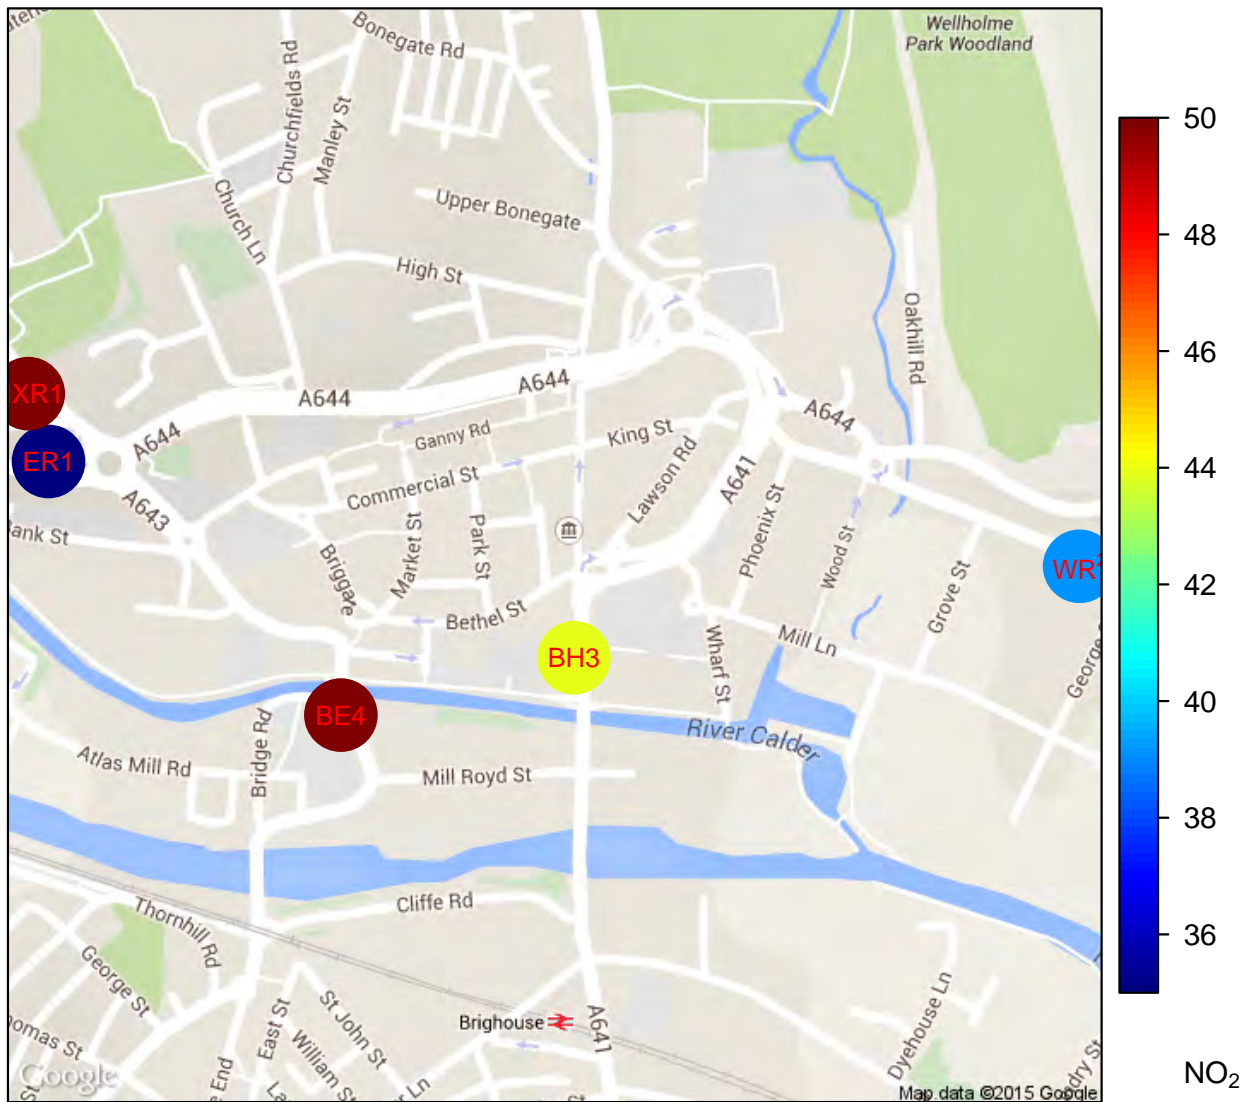 Bonegate Rd
Wellholme
Park Woodland
Churchfields Rd
Manley St
Church Ln
Upper Bonegate
High St
Oakhill Rd
XR1
ER1
A644
A644
A644
A644
A643
A641
Ganny Rd
King St
Commercial St
Lawson Rd
Market St
Park St
Phoenix St
Wood St
Briggate
Bethel St
Grove St
WR
BH3
BE4
Wharf St
Mill Ln
River Calder
Bridge Rd
Atlas Mill Rd
Mill Royd St
Cliffe Rd
Thornhill Rd
George St
East St
St John St
William St
Brighouse
A641
Dyehouse Ln
Google
Map data ©2015 Google
50
48
46
44
42
40
38
36
NO₂